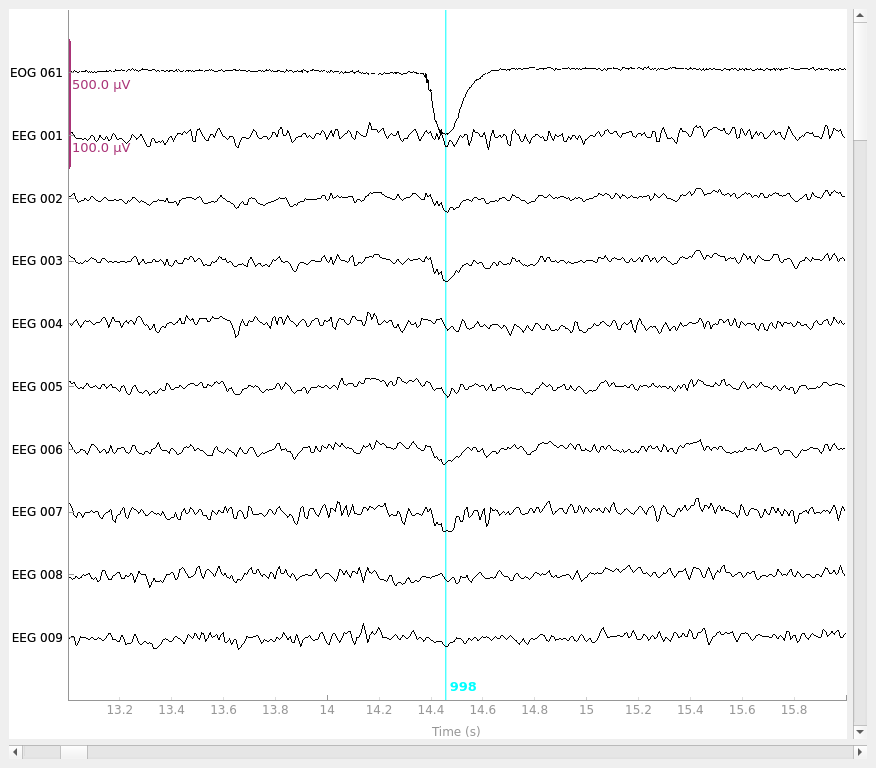 EOG 061
500.0 µV
EEG 001
100.0 µV
EEG 002
EEG 003
EEG 004
EEG 005
EEG 006
EEG 007
EEG 008
EEG 009
998
13.2 13.4 13.6 13.8 14 14.2 14.4 14.6 14.8 15 15.2 15.4 15.6 15.8
Time (s)